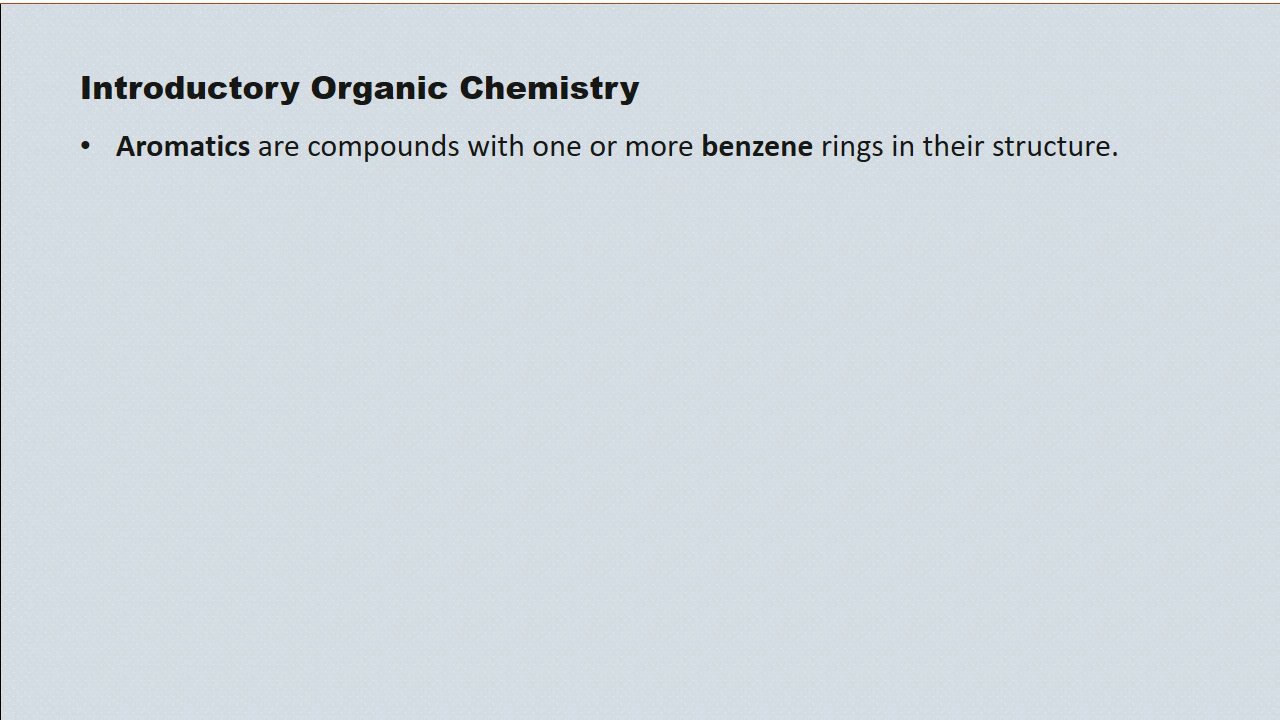 Introductory Organic Chemistry
• Aromatics are compounds with one or more benzene rings in their structure.